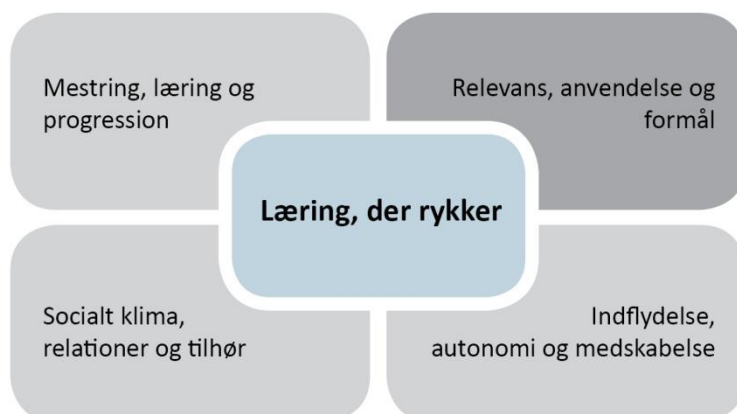 Mestring, læring og
progression
Relevans, anvendelse og
formål
Læring, der rykker
Socialt klima,
relationer og tilhør
Indflydelse,
autonomi og medskabelse